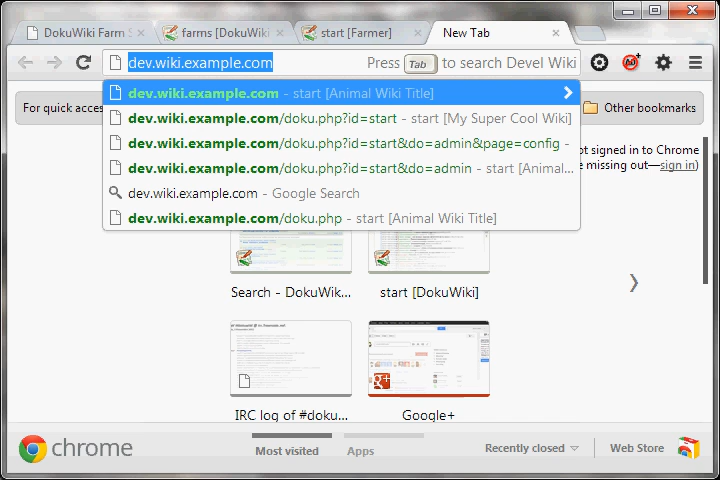 DokuWiki Farm S
farms [DokuWiki
start [Farmer]
New Tab
dev.wiki.example.com
Press Tab to search Devel Wiki
dev.wiki.example.com - start [Animal Wiki Title]
dev.wiki.example.com/doku.php?id=start - start [My Super Cool Wiki]
dev.wiki.example.com/doku.php?id=start&do=admin&page=config -
dev.wiki.example.com/doku.php?id=start&do=admin - start [Animal...
dev.wiki.example.com - Google Search
dev.wiki.example.com/doku.php - start [Animal Wiki Title]
For quick acces
Other bookmarks
ot signed in to Chrome
e missing out—sign in)
Search - DokuWik...
start [DokuWiki]
IRC log of #doku...
Google+
chrome
Most visited
Apps
Recently closed
Web Store